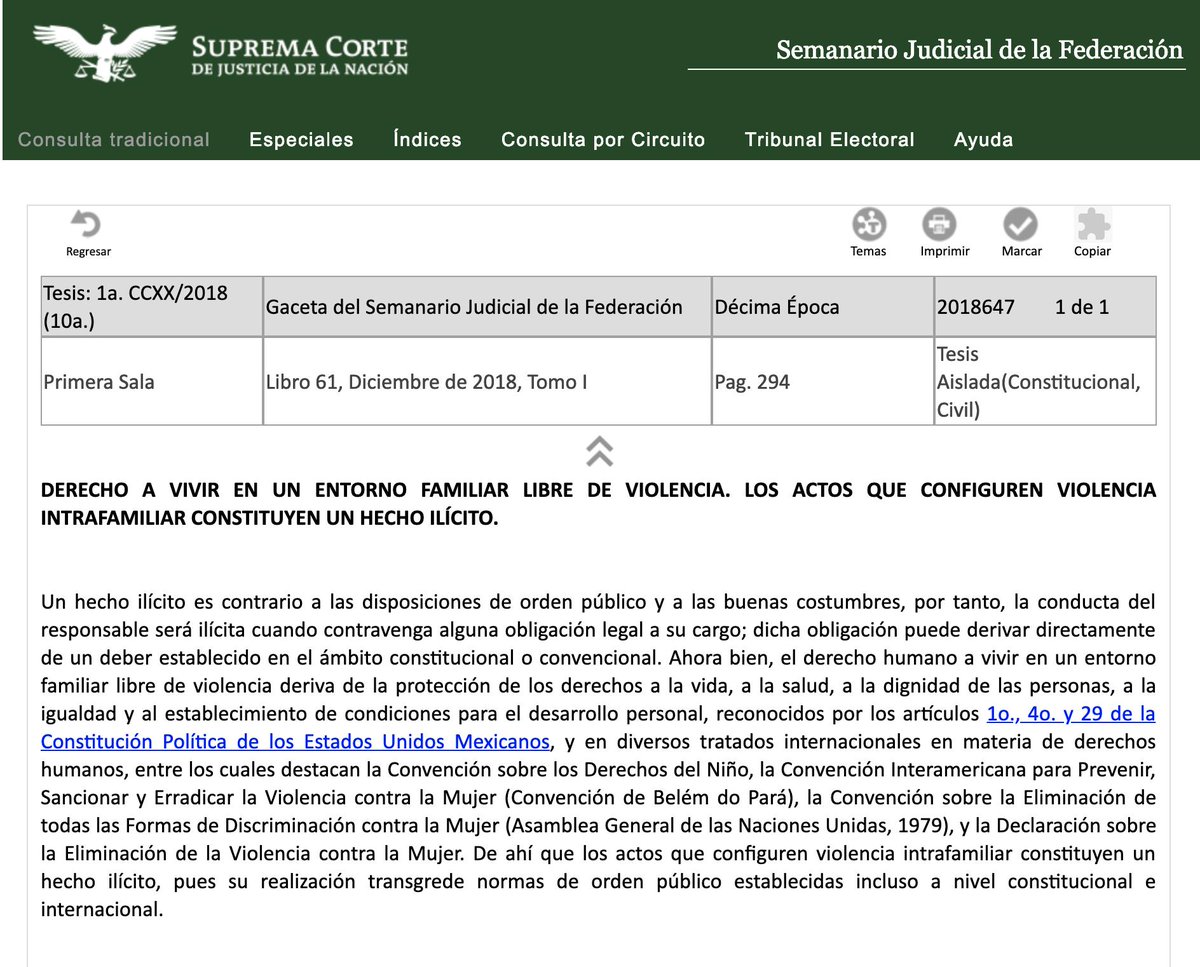 SUPREMA CORTE
DE JUSTICIA DE LA NACIÓN
Semanario Judicial de la Federación
Consulta tradicional Especiales Índices Consulta por Circuito Tribunal Electoral Ayuda
Regresar Temas Imprimir Marcar Copiar
Tesis: 1a. CCXX/2018
(10a.)
Gaceta del Semanario Judicial de la Federación
Décima Época
2018647 1 de 1
Primera Sala
Libro 61, Diciembre de 2018, Tomo I
Pag. 294
Tesis
Aislada(Constitucional,
Civil)
DERECHO A VIVIR EN UN ENTORNO FAMILIAR LIBRE DE VIOLENCIA. LOS ACTOS QUE CONFIGUREN VIOLENCIA
INTRAFAMILIAR CONSTITUYEN UN HECHO ILÍCITO.
Un hecho ilícito es contrario a las disposiciones de orden público y a las buenas costumbres, por tanto, la conducta del
responsable será ilícita cuando contravenga alguna obligación legal a su cargo; dicha obligación puede derivar directamente
de un deber establecido en el ámbito constitucional o convencional. Ahora bien, el derecho humano a vivir en un entorno
familiar libre de violencia deriva de la protección de los derechos a la vida, a la salud, a la dignidad de las personas, a la
igualdad y al establecimiento de condiciones para el desarrollo personal, reconocidos por los artículos 1o., 4o. y 29 de la
Constitución Política de los Estados Unidos Mexicanos, y en diversos tratados internacionales en materia de derechos
humanos, entre los cuales destacan la Convención sobre los Derechos del Niño, la Convención Interamericana para Prevenir,
Sancionar y Erradicar la Violencia contra la Mujer (Convención de Belém do Pará), la Convención sobre la Eliminación de
todas las Formas de Discriminación contra la Mujer (Asamblea General de las Naciones Unidas, 1979), y la Declaración sobre
la Eliminación de la Violencia contra la Mujer. De ahí que los actos que configuren violencia intrafamiliar constituyen un
hecho ilícito, pues su realización transgrede normas de orden público establecidas incluso a nivel constitucional e
internacional.